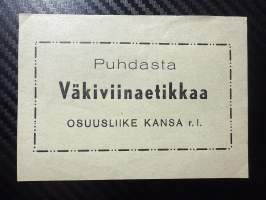 Puhdasta
Väkiviinaetikkaa
OSUUSLIIKE KANSA r. l.